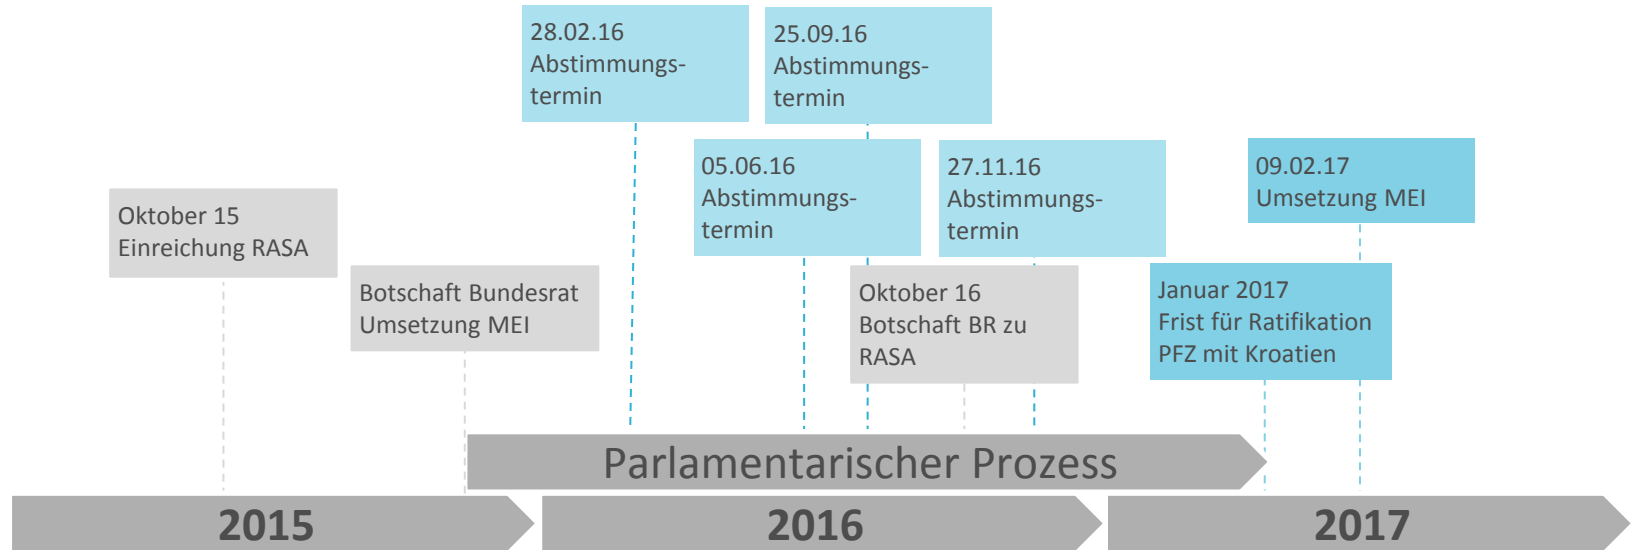 28.02.16
Abstimmungs-
termin
25.09.16
Abstimmungs-
termin
05.06.16
Abstimmungs-
termin
27.11.16
Abstimmungs-
termin
09.02.17
Umsetzung MEI
Oktober 15
Einreichung RASA
Botschaft Bundesrat
Umsetzung MEI
Oktober 16
Botschaft BR zu
RASA
Januar 2017
Frist für Ratifikation
PFZ mit Kroatien
Parlamentarischer Prozess
2015
2016
2017